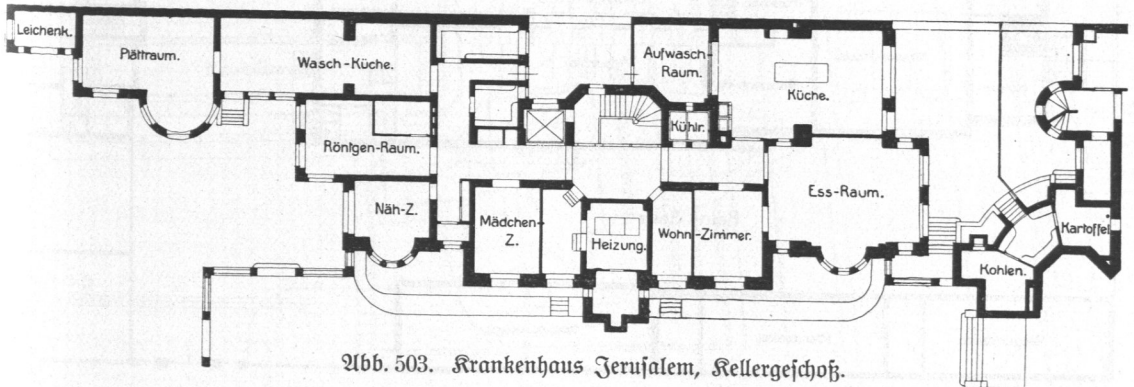 Leichenk.
Plättraum.
Wasch-Küche.
Aufwasch-
Raum.
Küche.
Kühlr.
Röntgen-Raum.
Näh-Z.
Mädchen-
Z.
Heizung.
Wohn-Zimmer.
Ess-Raum.
Kartoffel
Kohlen.
Abb. 503. Krankenhaus Jerusalem, Kellergeschoß.